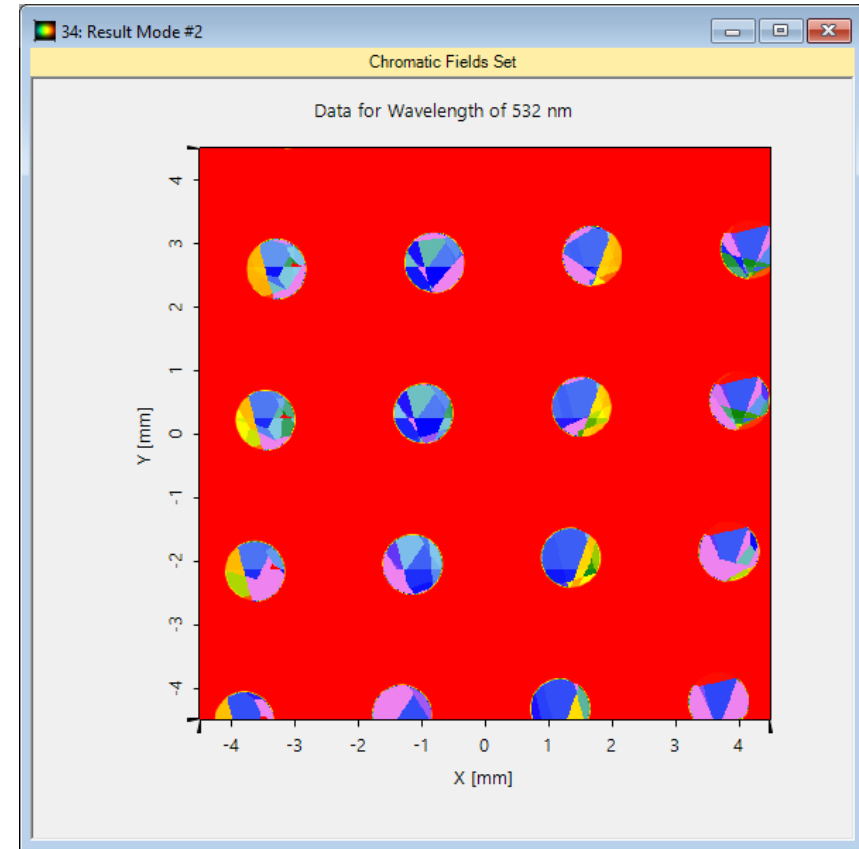 34: Result Mode #2
Chromatic Fields Set
Data for Wavelength of 532 nm
4
3
2
1
0
-1
-2
-3
-4
Y [mm]
-4 -3 -2 -1 0 1 2 3 4
X [mm]